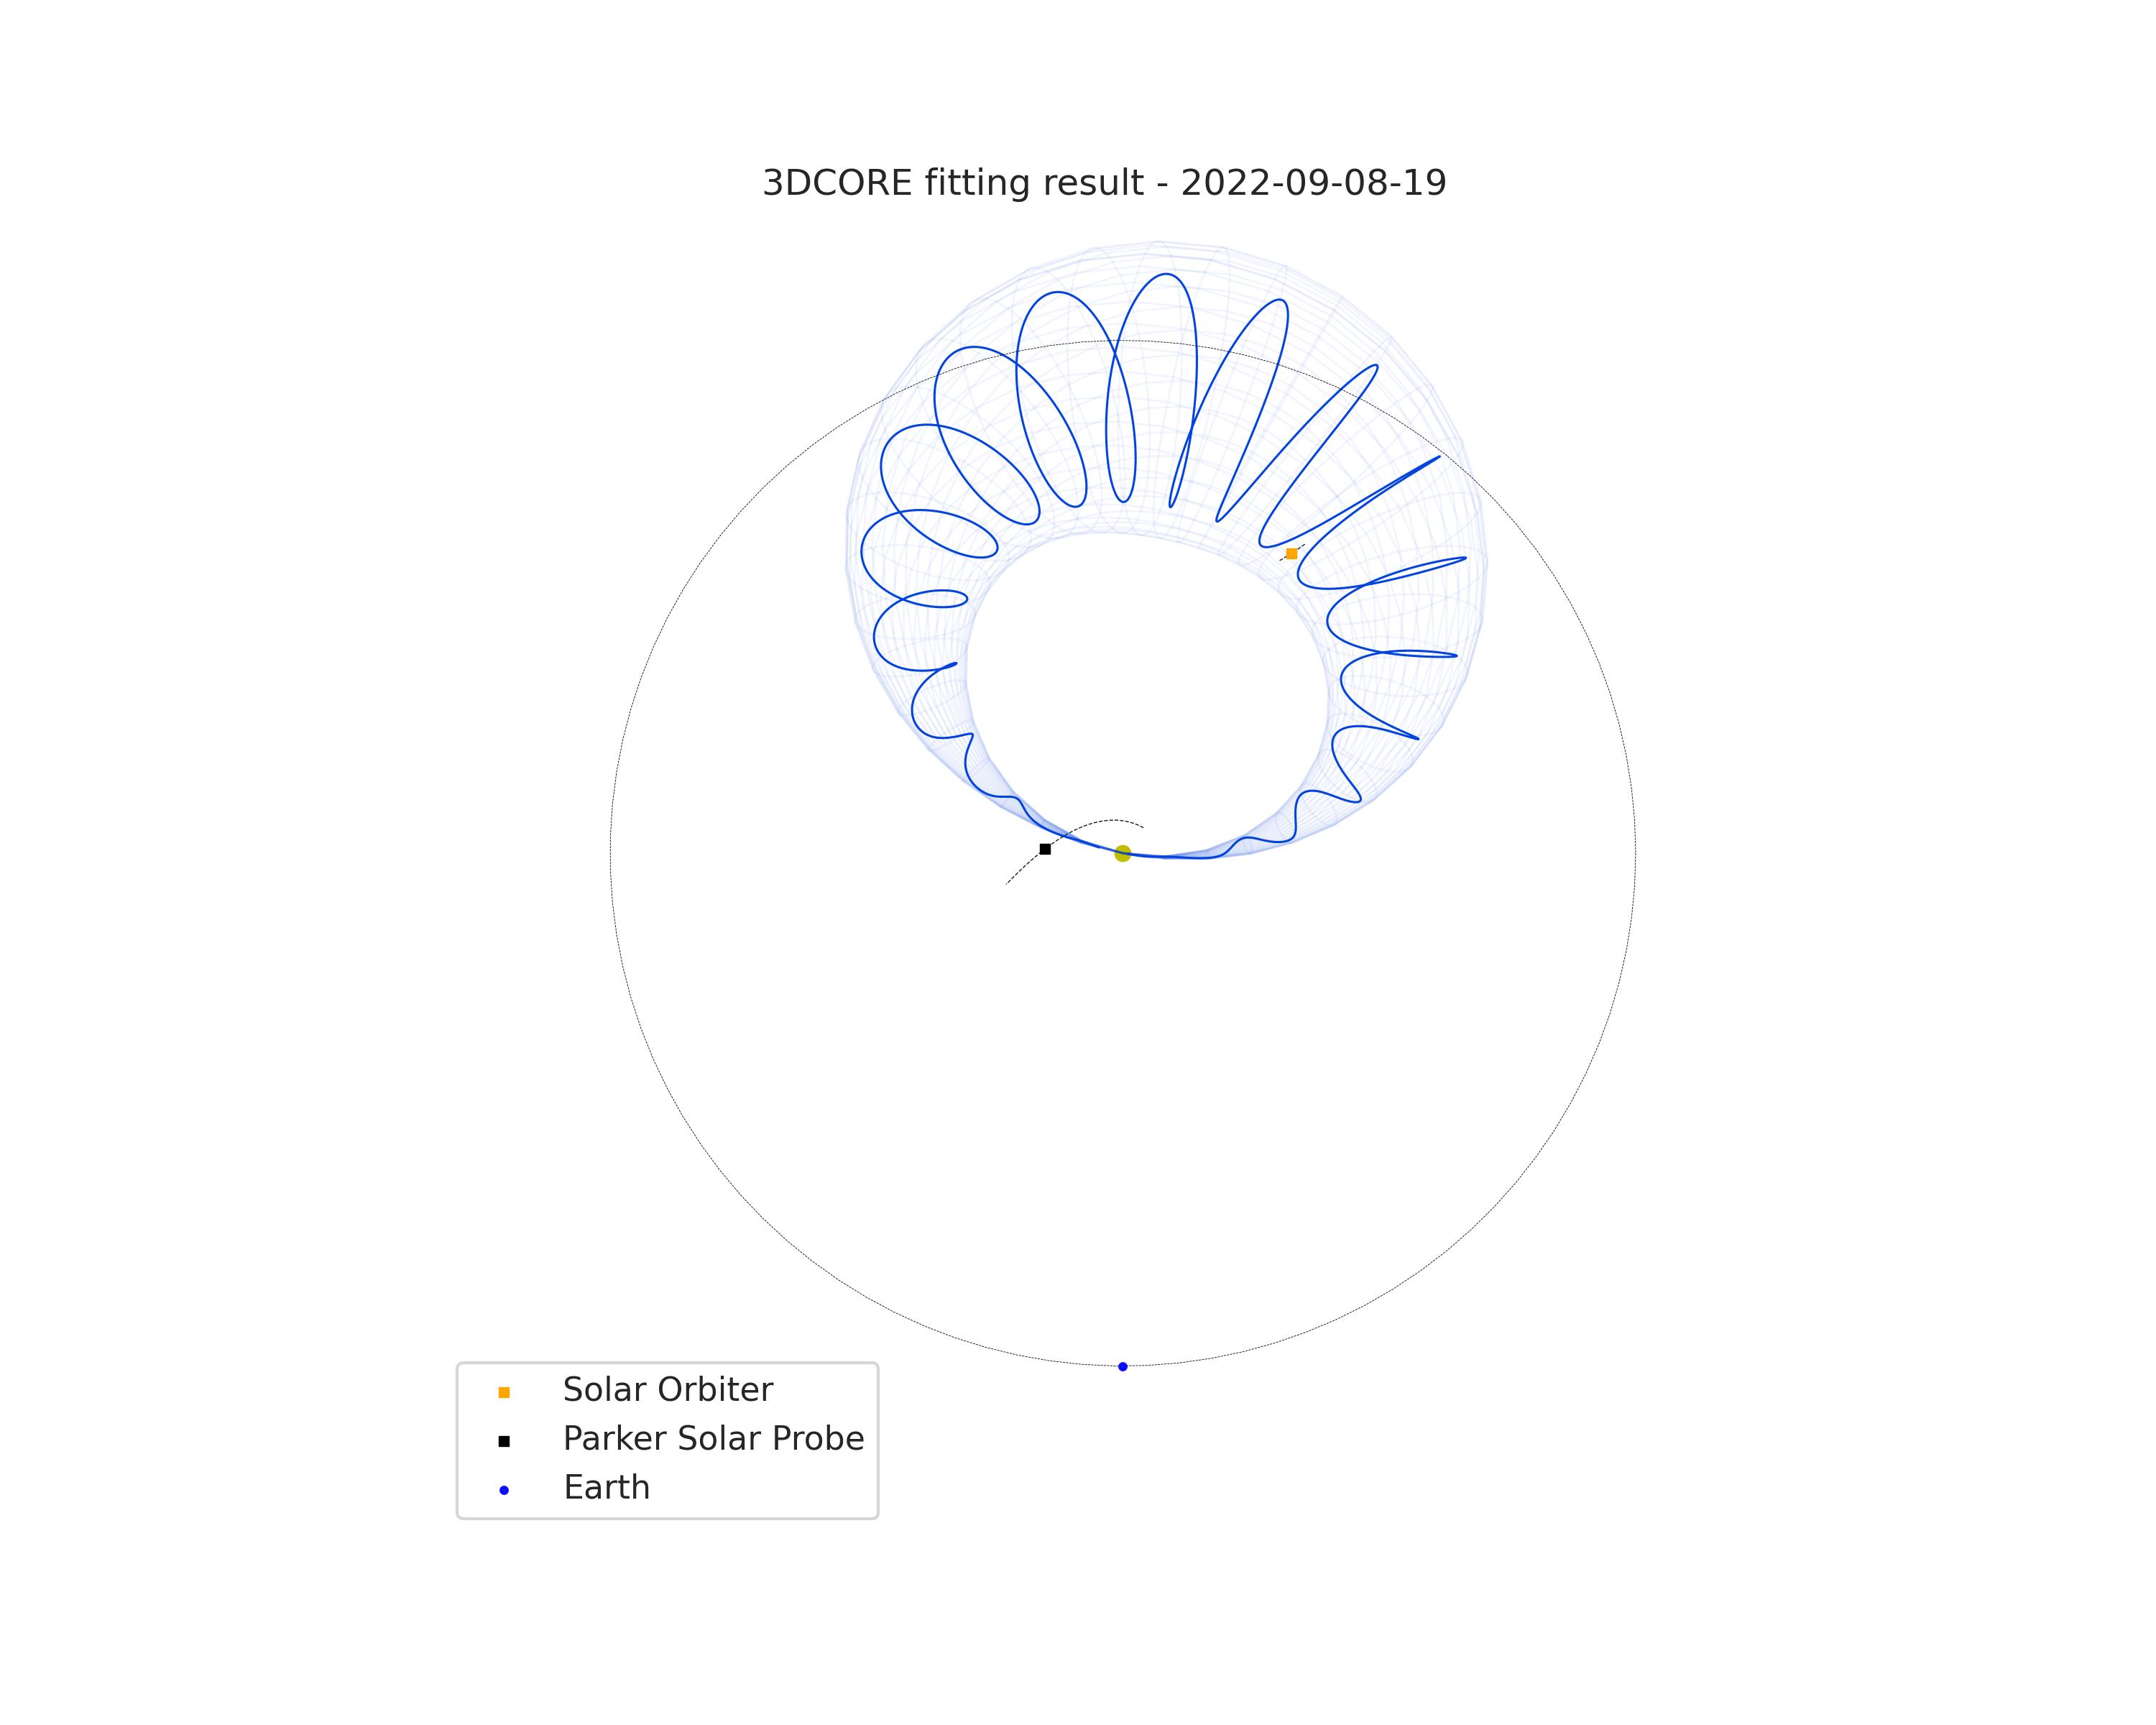 3DCORE fitting result - 2022-09-08-19
Solar Orbiter
Parker Solar Probe
Earth